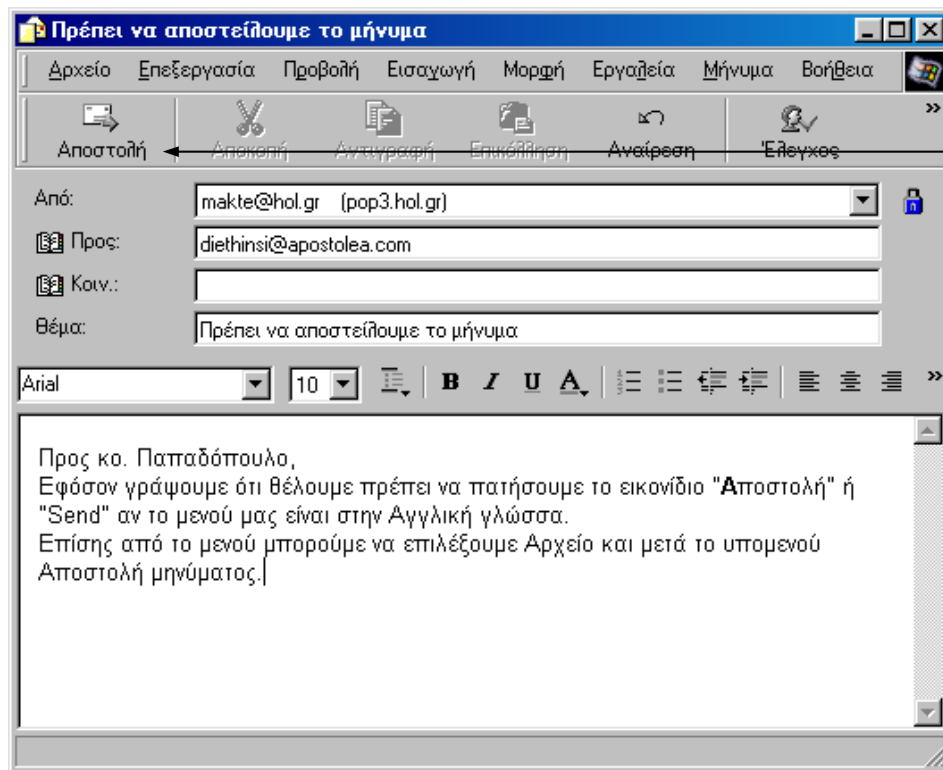 Πρέπει να αποστείλουμε το μήνυμα
Αρχείο Επεξεργασία Προβολή Εισαγωγή Μορφή Εργαλεία Μήνυμα Βοήθεια
Αποστολή Αποκοπή Αντιγραφή Επικόλληση Αναίρεση Έλεγχος »
Από: makte@hol.gr (pop3.hol.gr)
Προς: diethinsi@apostolea.com
Κοιν.:
Θέμα: Πρέπει να αποστείλουμε το μήνυμα
Arial 10 B I U A »
Προς κο. Παπαδόπουλο,
Εφόσον γράψουμε ότι θέλουμε πρέπει να πατήσουμε το εικονίδιο "Αποστολή" ή
"Send" αν το μενού μας είναι στην Αγγλική γλώσσα.
Επίσης από το μενού μπορούμε να επιλέξουμε Αρχείο και μετά το υπομενού
Αποστολή μηνύματος.